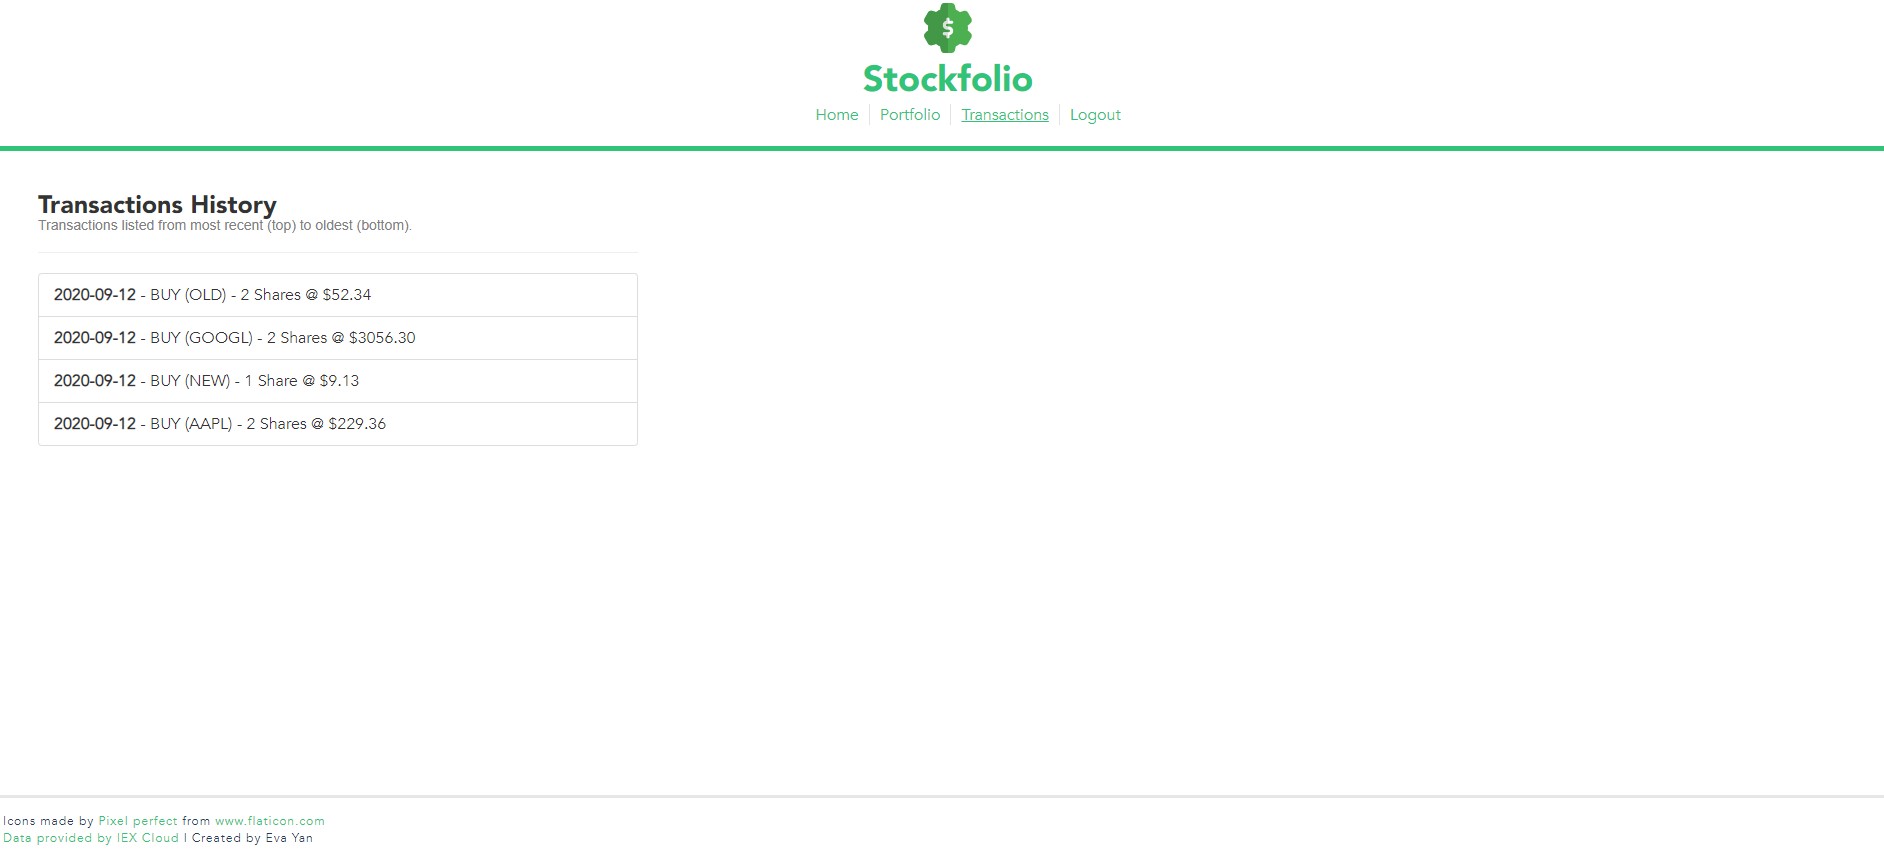 $
Stockfolio
Home Portfolio Transactions Logout
Transactions History
Transactions listed from most recent (top) to oldest (bottom).
2020-09-12 - BUY (OLD) - 2 Shares @ $52.34
2020-09-12 - BUY (GOOGL) - 2 Shares @ $3056.30
2020-09-12 - BUY (NEW) - 1 Share @ $9.13
2020-09-12 - BUY (AAPL) - 2 Shares @ $229.36
Icons made by Pixel perfect from www.flaticon.com
Data provided by IEX Cloud | Created by Eva Yan